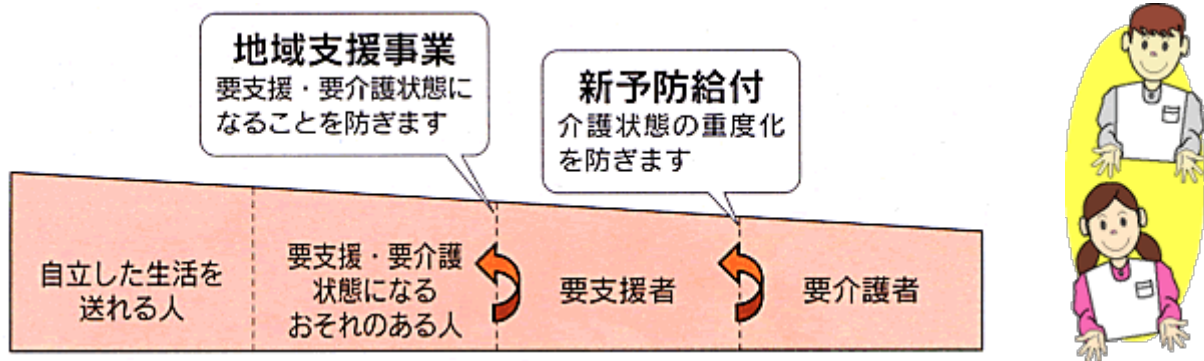 地域支援事業
要支援・要介護状態に
なることを防ぎます
新予防給付
介護状態の重度化
を防ぎます
自立した生活を
送れる人
要支援・要介護
状態になる
おそれのある人
要支援者
要介護者